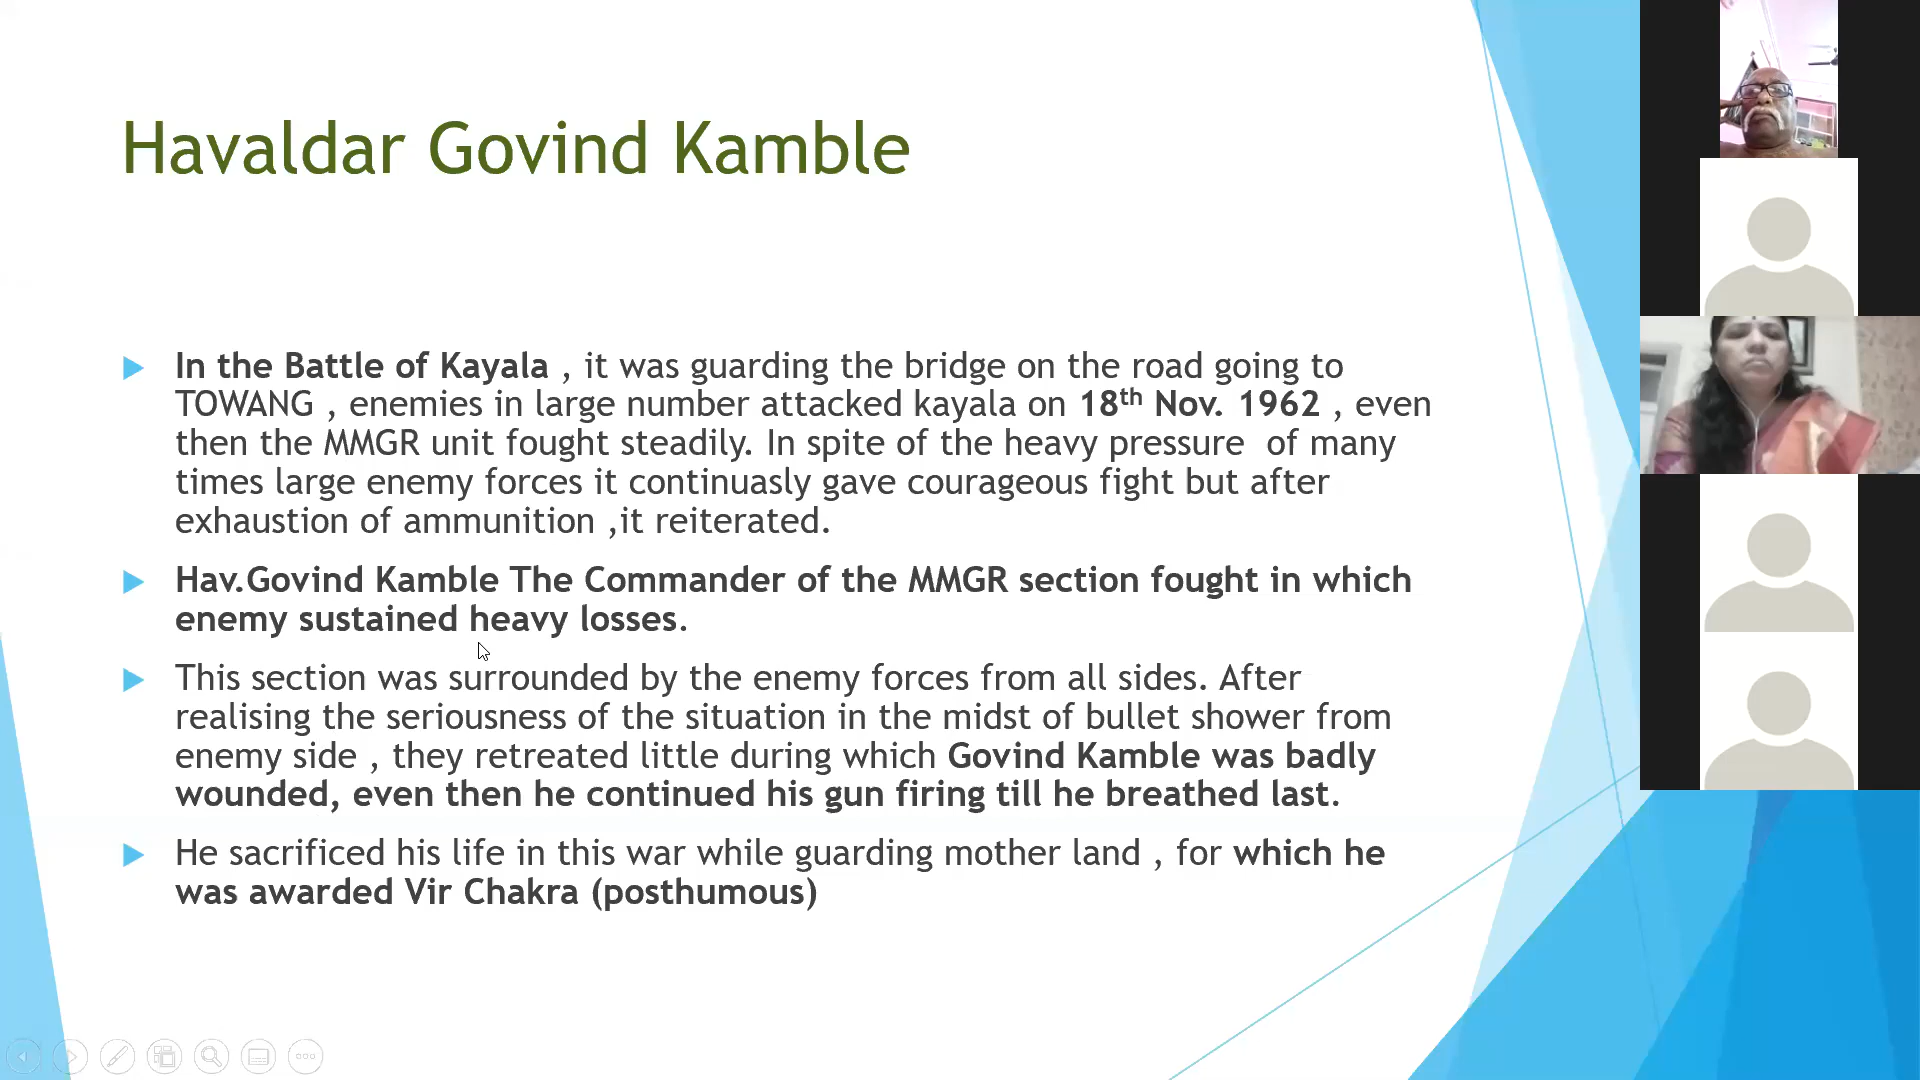 Havaldar Govind Kamble
In the Battle of Kayala , it was guarding the bridge on the road going to
TOWANG , enemies in large number attacked kayala on 18th Nov. 1962 , even
then the MMGR unit fought steadily. In spite of the heavy pressure of many
times large enemy forces it continuasly gave courageous fight but after
exhaustion of ammunition ,it reiterated.
Hav.Govind Kamble The Commander of the MMGR section fought in which
enemy sustained heavy losses.
This section was surrounded by the enemy forces from all sides. After
realising the seriousness of the situation in the midst of bullet shower from
enemy side , they retreated little during which Govind Kamble was badly
wounded, even then he continued his gun firing till he breathed last.
He sacrificed his life in this war while guarding mother land , for which he
was awarded Vir Chakra (posthumous)